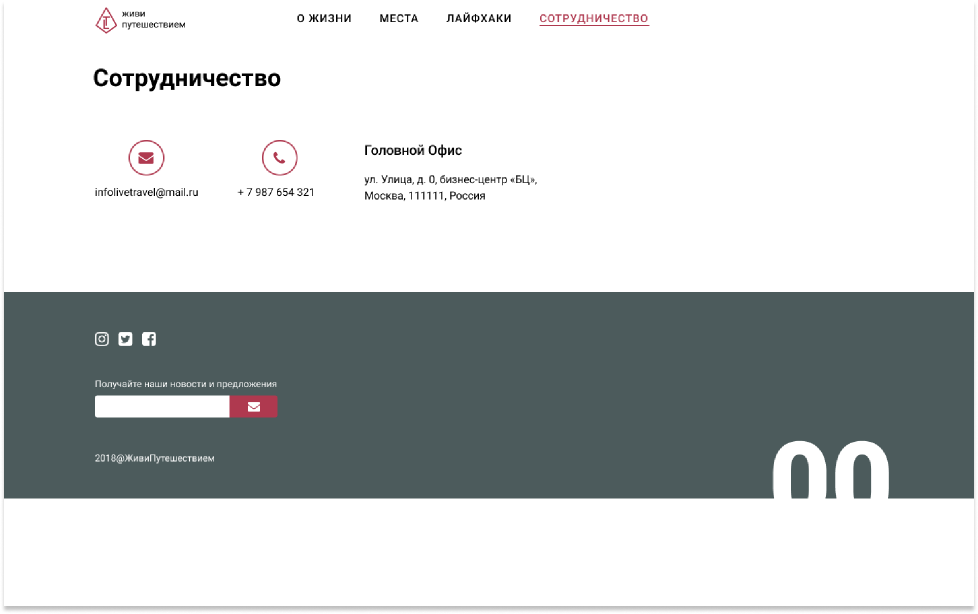 живи
путешествием
О ЖИЗНИ МЕСТА ЛАЙФХАКИ СОТРУДНИЧЕСТВО
Сотрудничество
infolivetravel@mail.ru
+ 7 987 654 321
Головной Офис
ул. Улица, д. 0, бизнес-центр «БЦ»,
Москва, 111111, Россия
Получайте наши новости и предложения
2018@ЖивиПутешествием
00